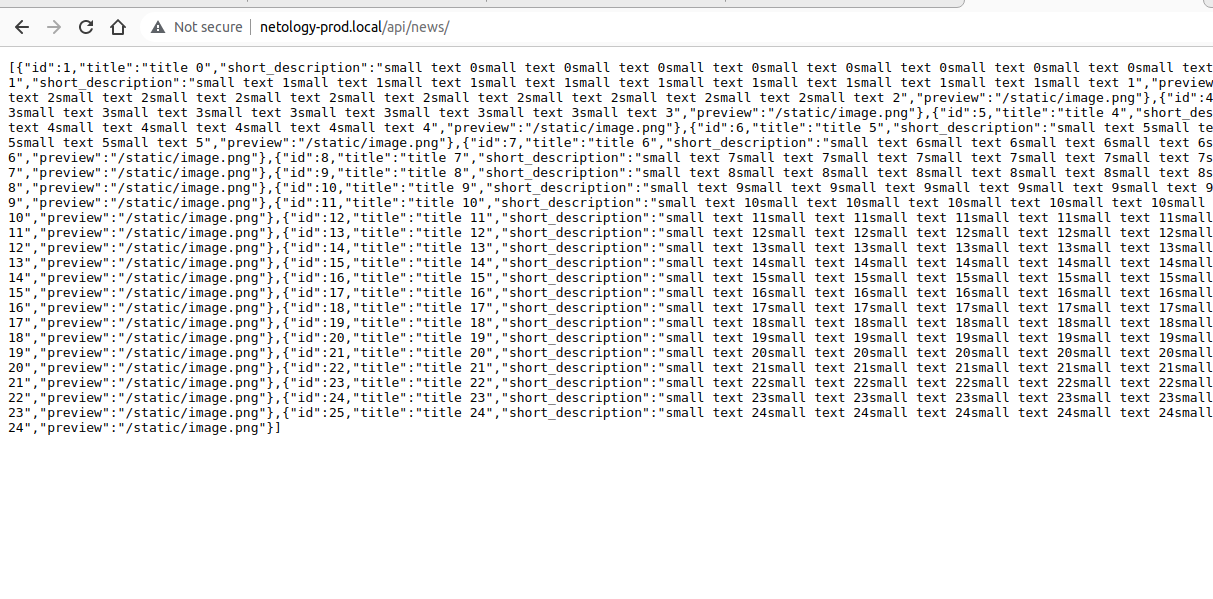 Not secure netology-prod.local/api/news/
[{"id":1,"title":"title 0","short_description":"small text 0small text 0small text 0small text 0small text 0small text 0small text 0small text
1","short_description":"small text 1small text 1small text 1small text 1small text 1small text 1small text 1small text 1small text 1small text 1","preview
text 2small text 2small text 2small text 2small text 2small text 2small text 2small text 2small text 2","preview":"/static/image.png"},{"id":4
3small text 3small text 3small text 3small text 3small text 3small text 3small text 3","preview":"/static/image.png"},{"id":5,"title":"title 4","short_des
text 4small text 4small text 4small text 4small text 4","preview":"/static/image.png"},{"id":6,"title":"title 5","short_description":"small text 5small te
5small text 5small text 5","preview":"/static/image.png"},{"id":7,"title":"title 6","short_description":"small text 6small text 6small text 6small text 6s
6","preview":"/static/image.png"},{"id":8,"title":"title 7","short_description":"small text 7small text 7small text 7small text 7small text 7small text 7s
7","preview":"/static/image.png"},{"id":9,"title":"title 8","short_description":"small text 8small text 8small text 8small text 8small text 8small text 8s
8","preview":"/static/image.png"},{"id":10,"title":"title 9","short_description":"small text 9small text 9small text 9small text 9small text 9small text 9
9","preview":"/static/image.png"},{"id":11,"title":"title 10","short_description":"small text 10small text 10small text 10small text 10small text 10small
10","preview":"/static/image.png"},{"id":12,"title":"title 11","short_description":"small text 11small text 11small text 11small text 11small text 11small
11","preview":"/static/image.png"},{"id":13,"title":"title 12","short_description":"small text 12small text 12small text 12small text 12small text 12small
12","preview":"/static/image.png"},{"id":14,"title":"title 13","short_description":"small text 13small text 13small text 13small text 13small text 13small
13","preview":"/static/image.png"},{"id":15,"title":"title 14","short_description":"small text 14small text 14small text 14small text 14small text 14small
14","preview":"/static/image.png"},{"id":16,"title":"title 15","short_description":"small text 15small text 15small text 15small text 15small text 15small
15","preview":"/static/image.png"},{"id":17,"title":"title 16","short_description":"small text 16small text 16small text 16small text 16small text 16small
16","preview":"/static/image.png"},{"id":18,"title":"title 17","short_description":"small text 17small text 17small text 17small text 17small text 17small
17","preview":"/static/image.png"},{"id":19,"title":"title 18","short_description":"small text 18small text 18small text 18small text 18small text 18small
18","preview":"/static/image.png"},{"id":20,"title":"title 19","short_description":"small text 19small text 19small text 19small text 19small text 19small
19","preview":"/static/image.png"},{"id":21,"title":"title 20","short_description":"small text 20small text 20small text 20small text 20small text 20small
20","preview":"/static/image.png"},{"id":22,"title":"title 21","short_description":"small text 21small text 21small text 21small text 21small text 21small
21","preview":"/static/image.png"},{"id":23,"title":"title 22","short_description":"small text 22small text 22small text 22small text 22small text 22small
22","preview":"/static/image.png"},{"id":24,"title":"title 23","short_description":"small text 23small text 23small text 23small text 23small text 23small
23","preview":"/static/image.png"},{"id":25,"title":"title 24","short_description":"small text 24small text 24small text 24small text 24small text 24small
24","preview":"/static/image.png"}]